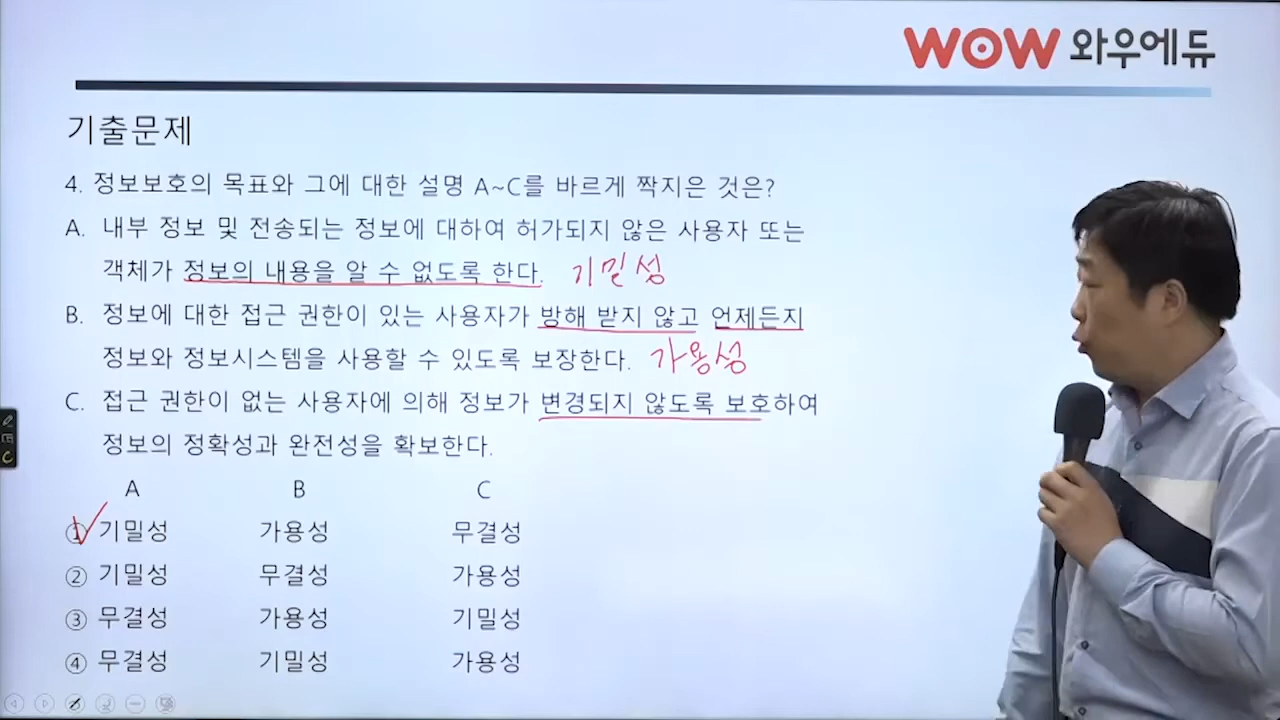 WOW 와우에듀
기출문제
4. 정보보호의 목표와 그에 대한 설명 A~C를 바르게 짝지은 것은?
A. 내부 정보 및 전송되는 정보에 대하여 허가되지 않은 사용자 또는
객체가 정보의 내용을 알 수 없도록 한다. 기밀성
B. 정보에 대한 접근 권한이 있는 사용자가 방해 받지 않고 언제든지
정보와 정보시스템을 사용할 수 있도록 보장한다. 가용성
C. 접근 권한이 없는 사용자에 의해 정보가 변경되지 않도록 보호하여
정보의 정확성과 완전성을 확보한다.
A B C
① 기밀성 가용성 무결성
② 기밀성 무결성 가용성
③ 무결성 가용성 기밀성
④ 무결성 기밀성 가용성